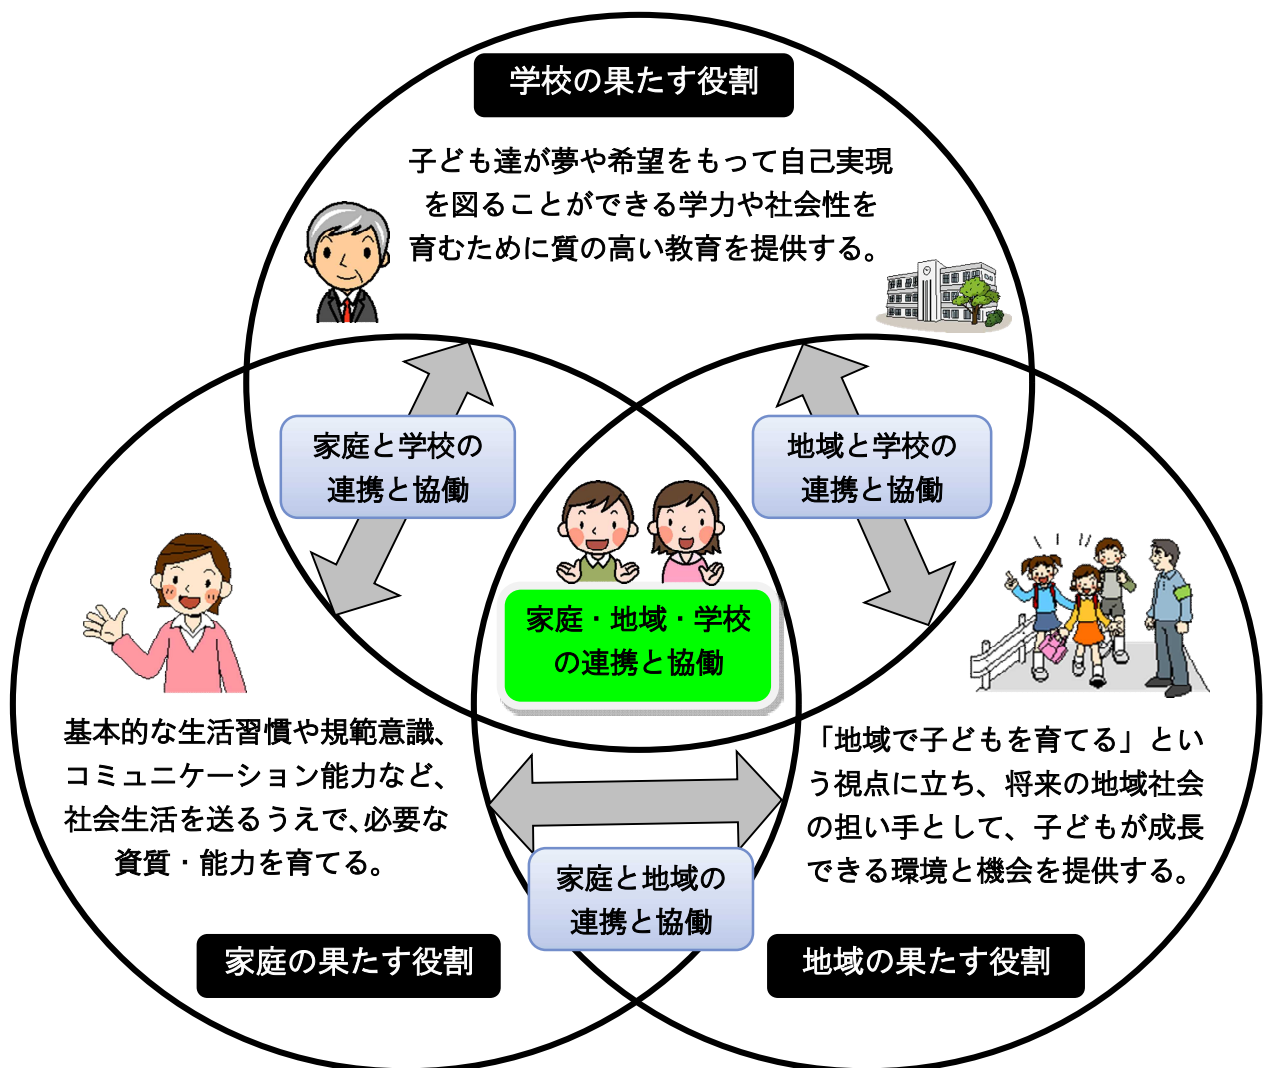 学校の果たす役割
子ども達が夢や希望をもって自己実現
を図ることができる学力や社会性を
育むために質の高い教育を提供する。
家庭と学校の
連携と協働
地域と学校の
連携と協働
家庭・地域・学校
の連携と協働
基本的な生活習慣や規範意識、
コミュニケーション能力など、
社会生活を送るうえで、必要な
資質・能力を育てる。
「地域で子どもを育てる」とい
う視点に立ち、将来の地域社会
の担い手として、子どもが成長
できる環境と機会を提供する。
家庭と地域の
連携と協働
家庭の果たす役割
地域の果たす役割